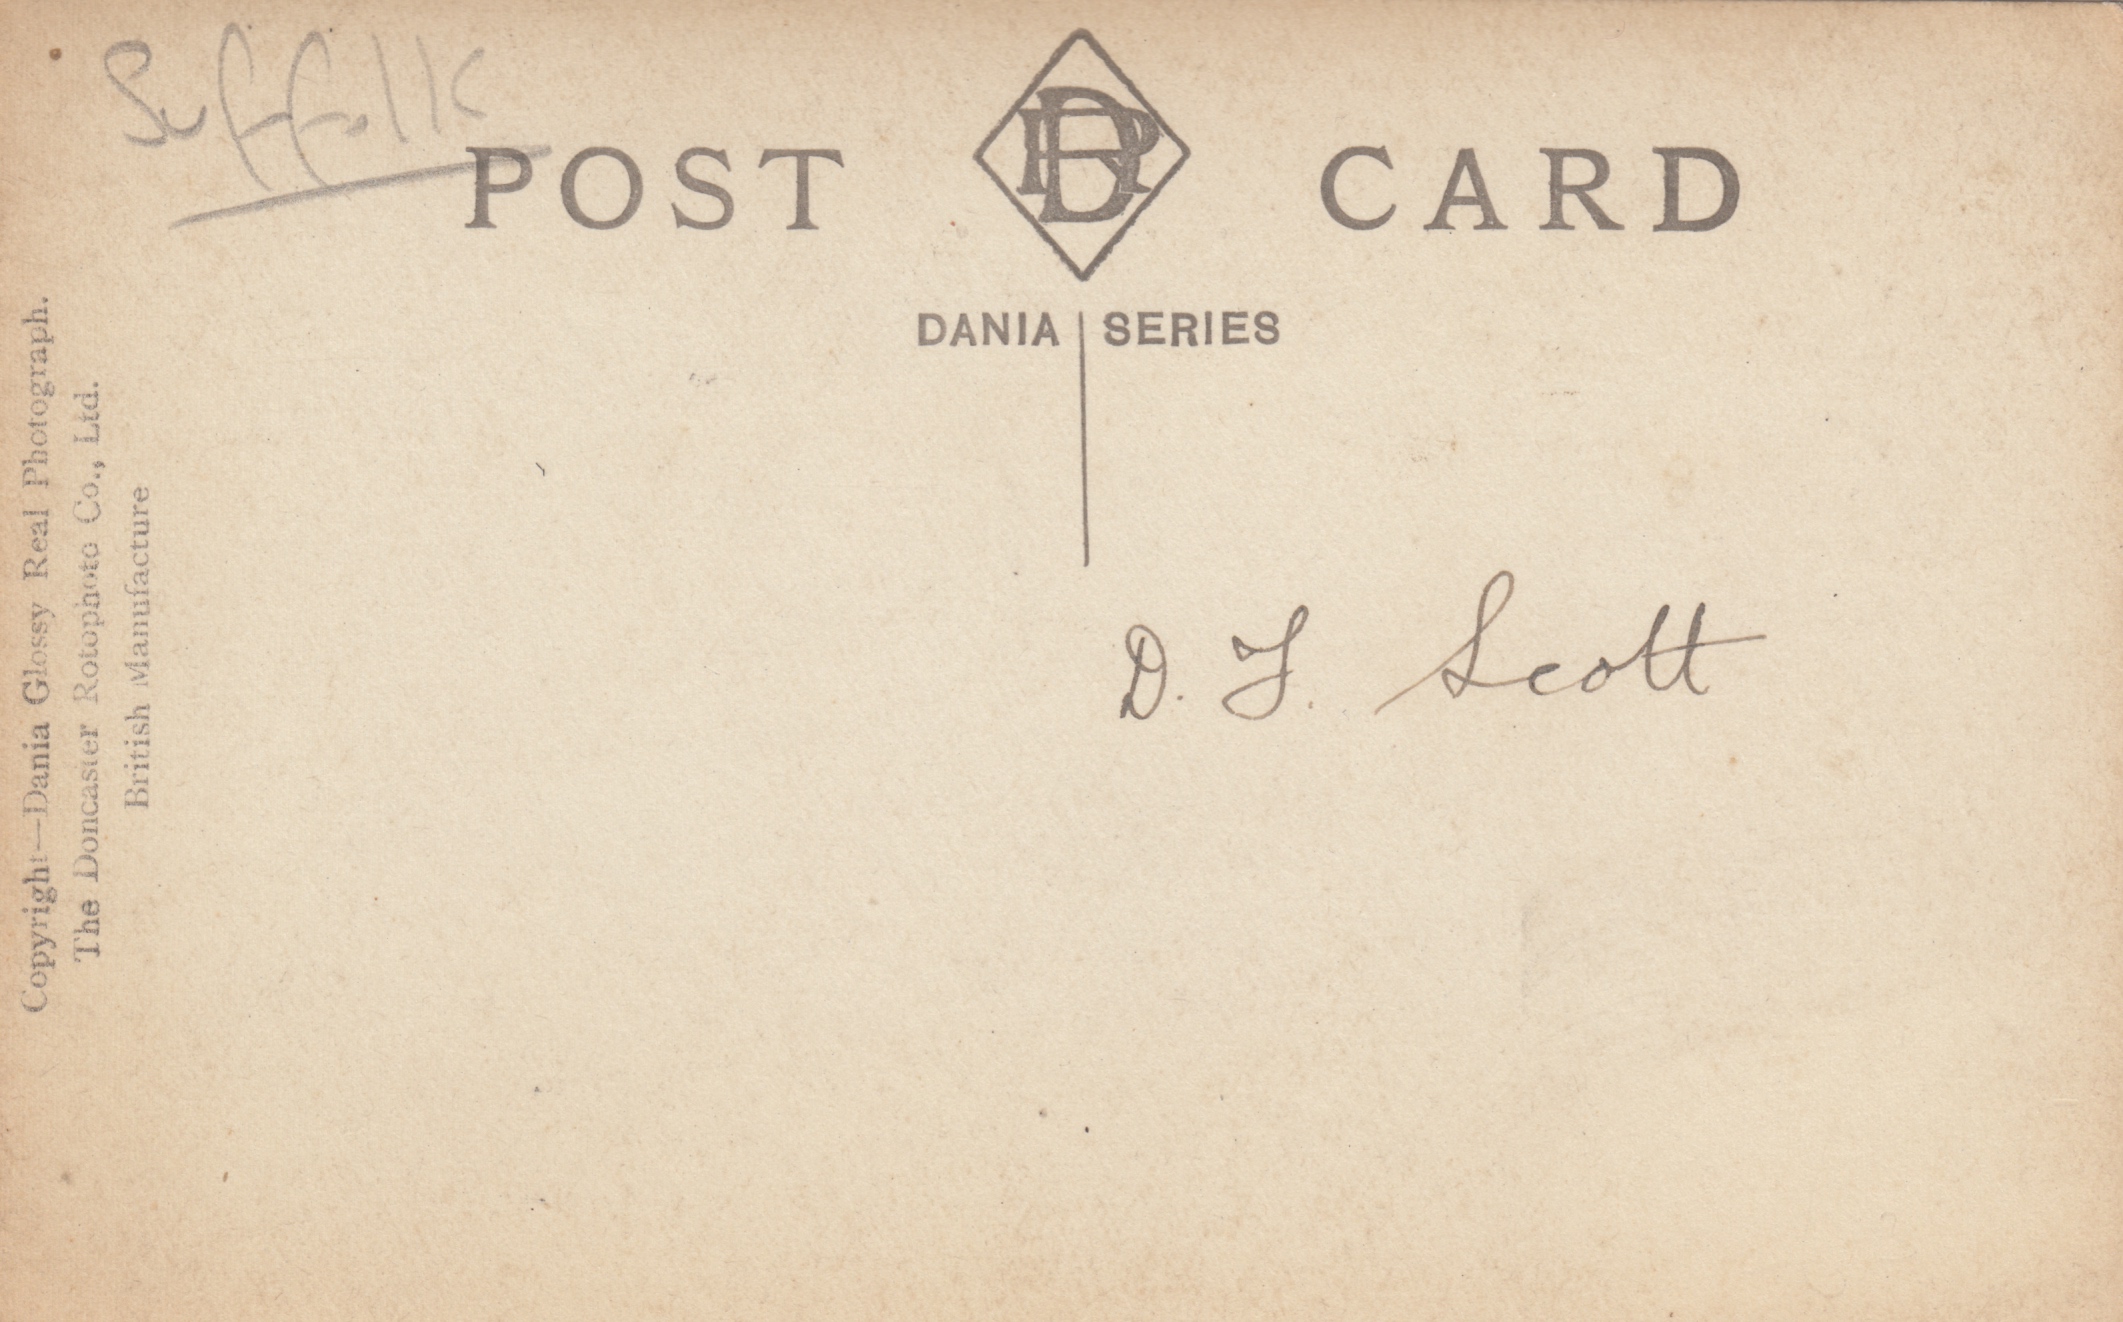 Suffolk
POST CARD
DANIA SERIES
D. F. Scott
Copyright—Dania Glossy Real Photograph.
The Doncaster Rotophoto Co., Ltd.
British Manufacture